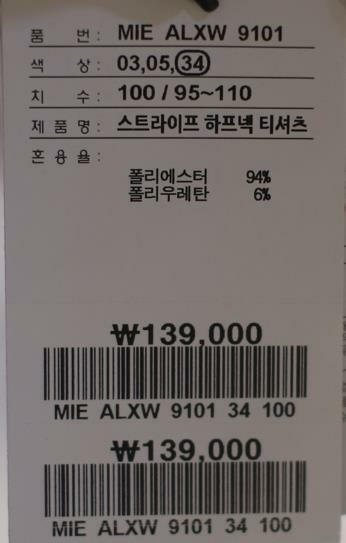 품 번 : MIE ALXW 9101
색 상 : 03,05,34
치 수 : 100 / 95~110
제 품 명 : 스트라이프 하프넥 티셔츠
혼 용 율 :
폴리에스터 94%
폴리우레탄 6%
₩139,000
MIE ALXW 9101 34 100
₩139,000
MIE ALXW 9101 34 100